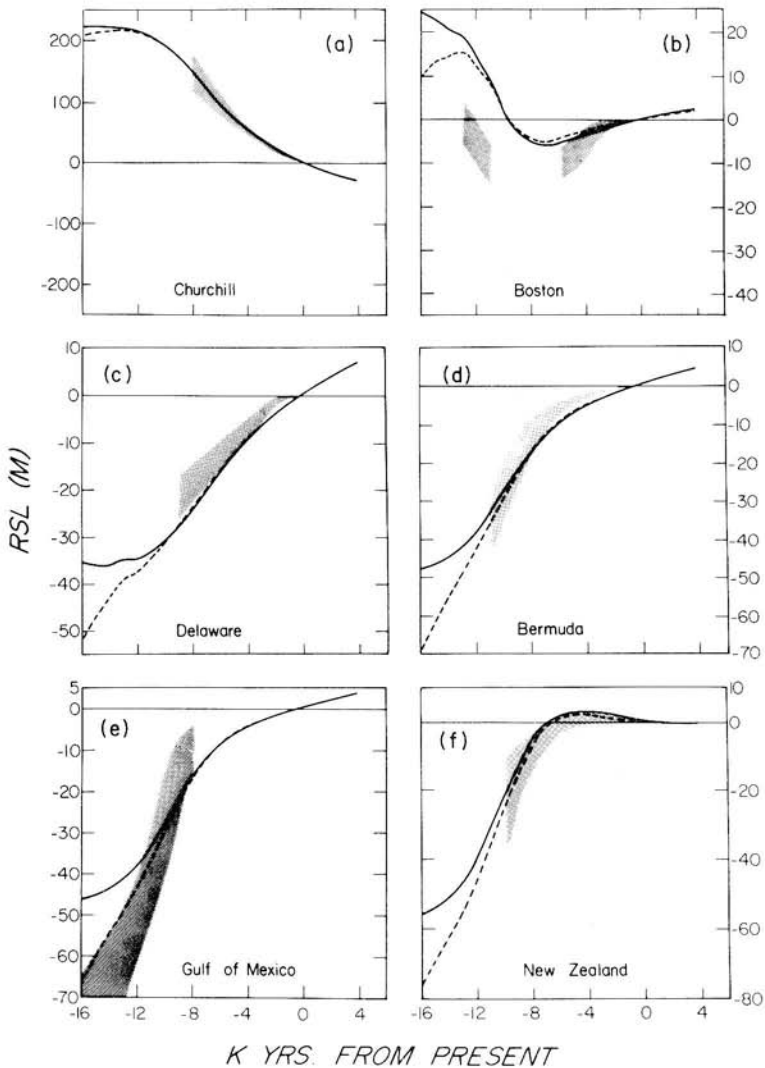 200
100
0
-100
-200
(a)
Churchill
20
10
0
-10
-20
-30
-40
(b)
Boston
10
0
-10
-20
-30
-40
-50
(c)
Delaware
10
0
-10
-20
-30
-40
-50
-60
-70
(d)
Bermuda
RSL (M)
5
0
-10
-20
-30
-40
-50
-60
-70
(e)
Gulf of Mexico
-16 -12 -8 -4 0 4
10
0
-20
-40
-60
-80
(f)
New Zealand
-16 -12 -8 -4 0 4
K YRS. FROM PRESENT